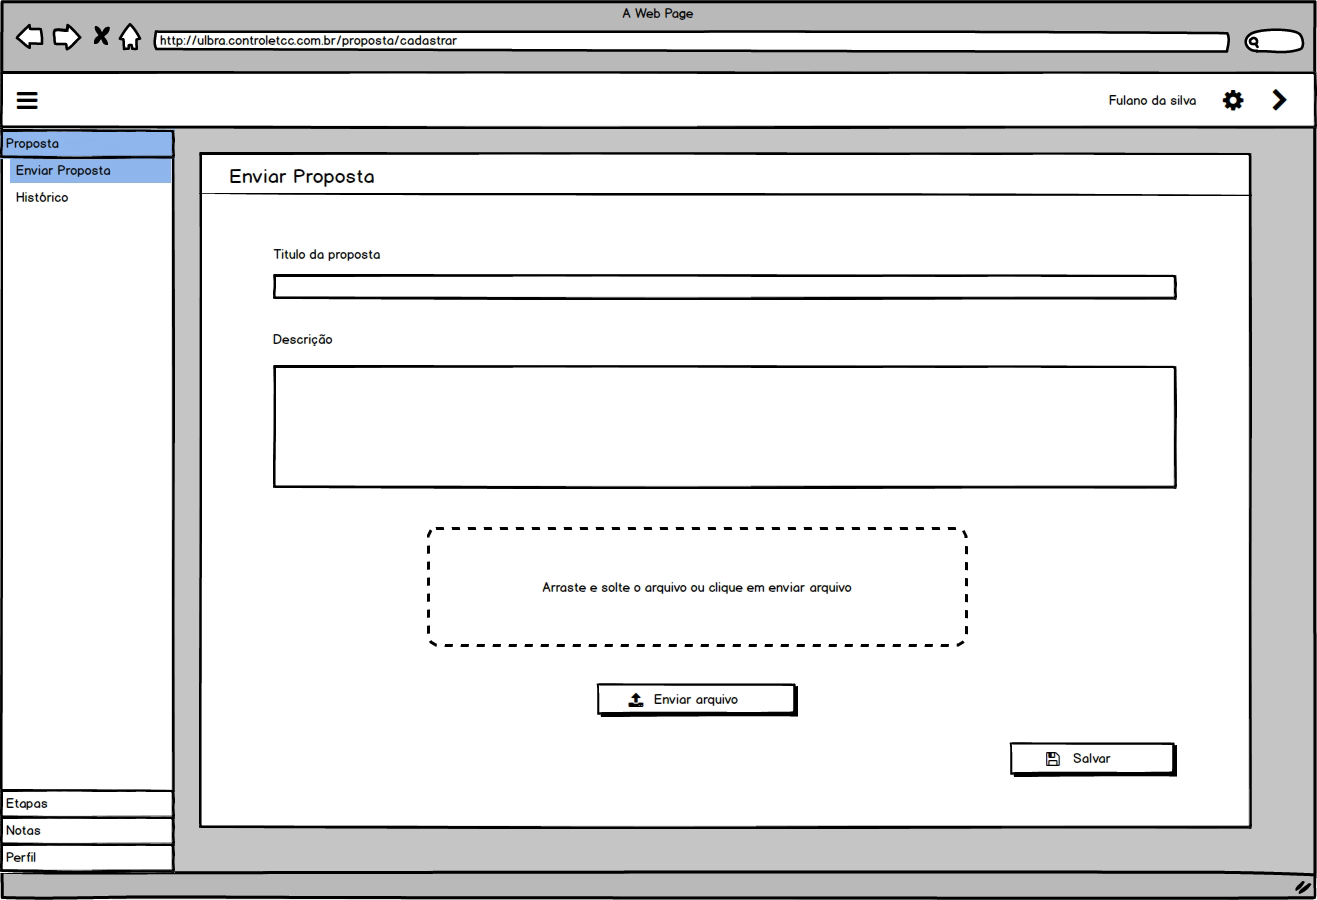 A Web Page
http://ulbra.controletcc.com.br/proposta/cadastrar
Fulano da silva
Proposta
Enviar Proposta
Histórico
Etapas
Notas
Perfil
Enviar Proposta
Titulo da proposta
Descrição
Arraste e solte o arquivo ou clique em enviar arquivo
Enviar arquivo
Salvar